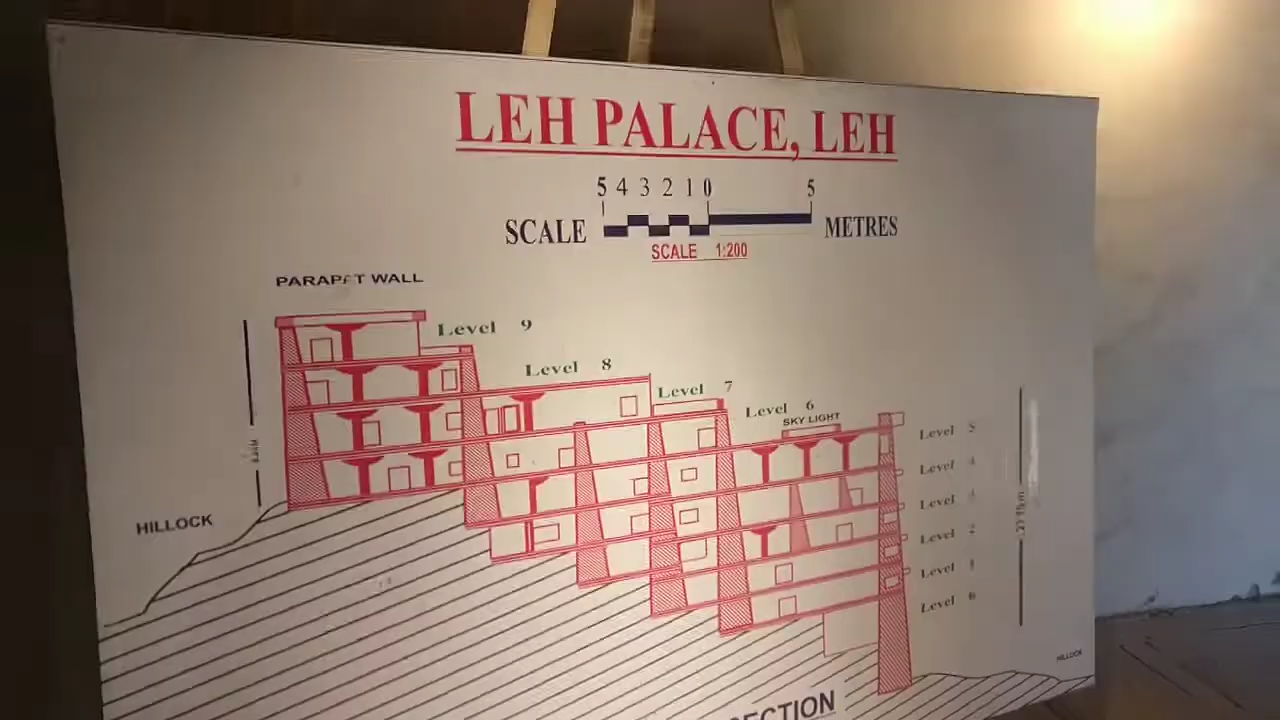 LEH PALACE, LEH
5 4 3 2 1 0 5
SCALE METRES
SCALE 1:200
PARAPET WALL
Level 9
Level 8
Level 7
Level 6
SKY LIGHT
Level 5
Level 4
Level
Level 2
Level 1
Level
HILLOCK
HILLOCK
SECTION